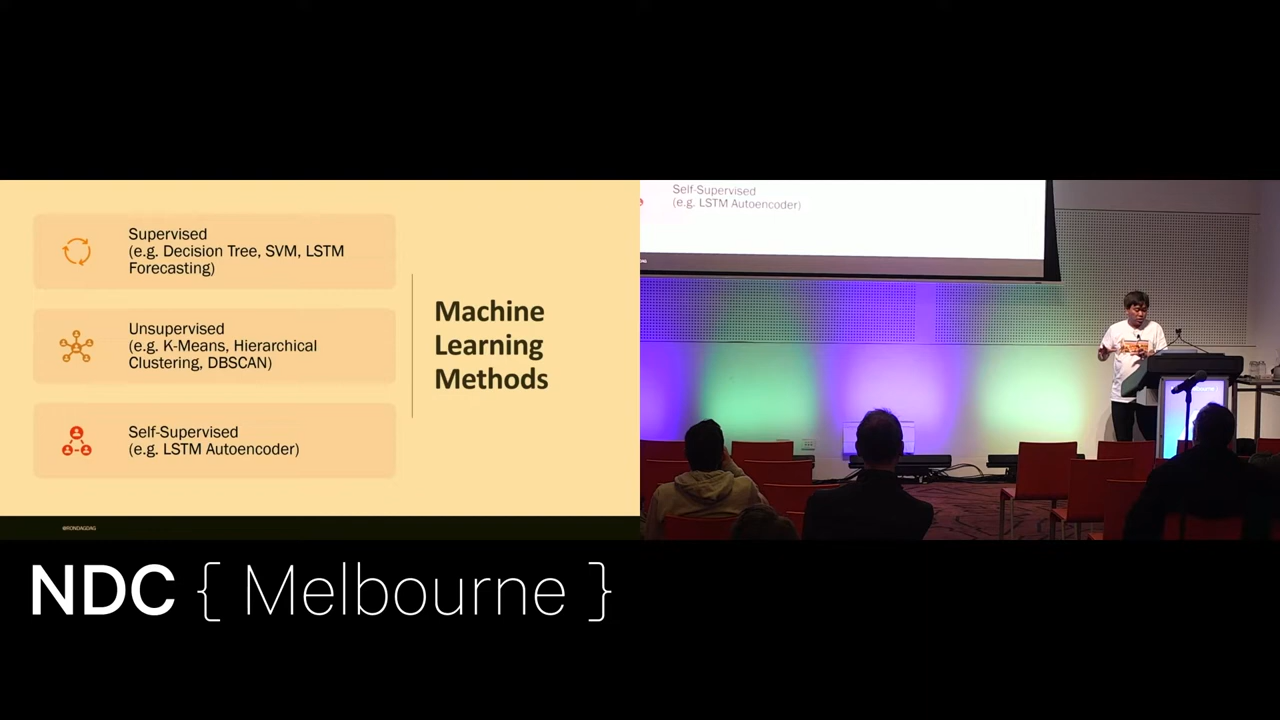 Supervised
(e.g. Decision Tree, SVM, LSTM
Forecasting)
Unsupervised
(e.g. K-Means, Hierarchical
Clustering, DBSCAN)
Self-Supervised
(e.g. LSTM Autoencoder)
Machine
Learning
Methods
@RONDAGDAG
Self-Supervised
(e.g. LSTM Autoencoder)
NDC { Melbourne }